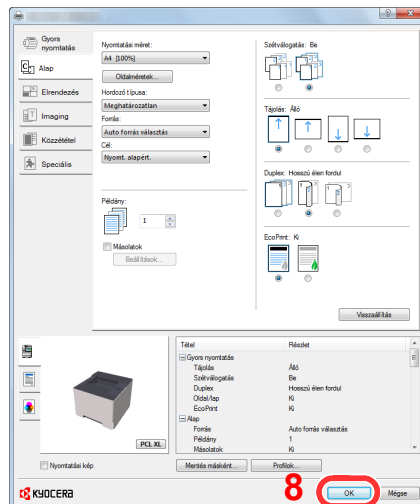 Gyors
nyomtatás
Alap
Elrendezés
Imaging
Közzététel
Speciális
Nyomtatási méret:
A4 [100%]
Oldalméretek...
Hordozó típusa:
Meghatározatlan
Forrás:
Auto forrás választás
Cél:
Nyomt. alapért.
Példány:
1
Másolatok
Beállítások...
Szétválogatás: Be
Tájolás: Álló
Duplex: Hosszú élen fordul
EcoPrint: Ki
Visszaállítás
Tétel Részlet
Gyors nyomtatás
Tájolás Álló
Szétválogatás Be
Duplex Hosszú élen fordul
Oldal/lap Ki
EcoPrint Ki
Alap
Forrás Auto forrás választás
Példány 1
Másolatok Ki
PCL XL
Nyomtatási kép
Mentés másként...
Profilok...
KYOCERA
8
OK
Mégse